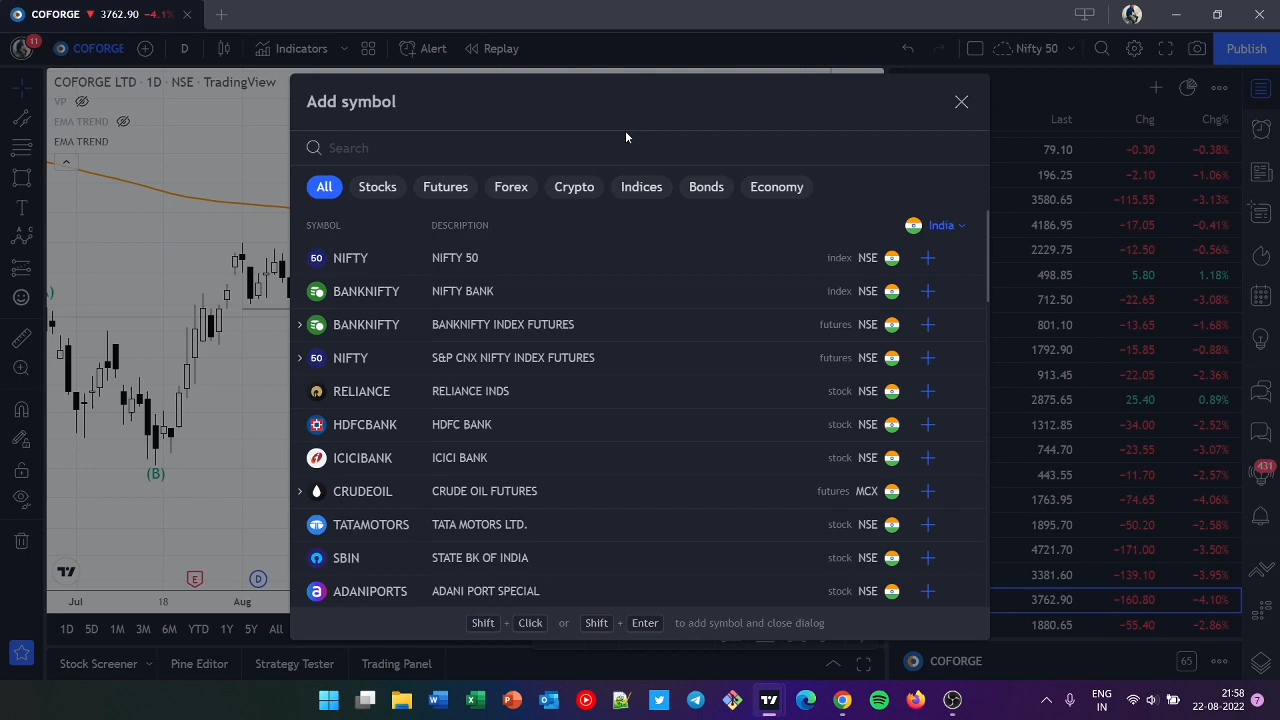 COFORGE ▼ 3762.90 −4.1%
11 COFORGE D Indicators Alert Replay Nifty 50 Publish
COFORGE LTD · 1D · NSE · TradingView
VP
EMA TREND
EMA TREND
(B)
E D
Jul 18 Aug
1D 5D 1M 3M 6M YTD 1Y 5Y All
Add symbol
Search
All Stocks Futures Forex Crypto Indices Bonds Economy
SYMBOL DESCRIPTION India
50 NIFTY NIFTY 50 index NSE
BANKNIFTY NIFTY BANK index NSE
BANKNIFTY BANKNIFTY INDEX FUTURES futures NSE
50 NIFTY S&P CNX NIFTY INDEX FUTURES futures NSE
RELIANCE RELIANCE INDS stock NSE
HDFCBANK HDFC BANK stock NSE
ICICIBANK ICICI BANK stock NSE
CRUDEOIL CRUDE OIL FUTURES futures MCX
TATAMOTORS TATA MOTORS LTD. stock NSE
SBIN STATE BK OF INDIA stock NSE
ADANIPORTS ADANI PORT SPECIAL stock NSE
Shift + Click or Shift + Enter to add symbol and close dialog
Last Chg Chg%
79.10 −0.30 −0.38%
196.25 −2.10 −1.06%
3580.65 −115.55 −3.13%
4186.95 −17.05 −0.41%
2229.75 −12.50 −0.56%
498.85 5.80 1.18%
712.50 −22.65 −3.08%
801.10 −13.65 −1.68%
1792.90 −15.85 −0.88%
913.45 −22.05 −2.36%
2875.65 25.40 0.89%
1312.85 −34.00 −2.52%
744.70 −23.55 −3.07%
443.55 −11.70 −2.57%
1763.95 −74.65 −4.06%
1895.70 −50.20 −2.58%
4721.70 −171.00 −3.50%
3381.60 −139.10 −3.95%
3762.90 −160.80 −4.10%
1880.65 −55.40 −2.86%
431
Stock Screener Pine Editor Strategy Tester Trading Panel
COFORGE 65
ENG
IN
21:58
22-08-2022
7